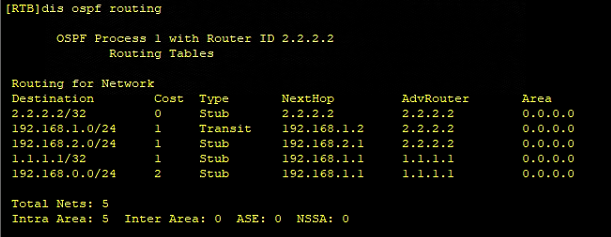 [RTB]dis ospf routing
OSPF Process 1 with Router ID 2.2.2.2
Routing Tables
Routing for Network
Destination Cost Type NextHop AdvRouter Area
2.2.2.2/32 0 Stub 2.2.2.2 2.2.2.2 0.0.0.0
192.168.1.0/24 1 Transit 192.168.1.2 2.2.2.2 0.0.0.0
192.168.2.0/24 1 Stub 192.168.2.1 2.2.2.2 0.0.0.0
1.1.1.1/32 1 Stub 192.168.1.1 1.1.1.1 0.0.0.0
192.168.0.0/24 2 Stub 192.168.1.1 1.1.1.1 0.0.0.0
Total Nets: 5
Intra Area: 5 Inter Area: 0 ASE: 0 NSSA: 0